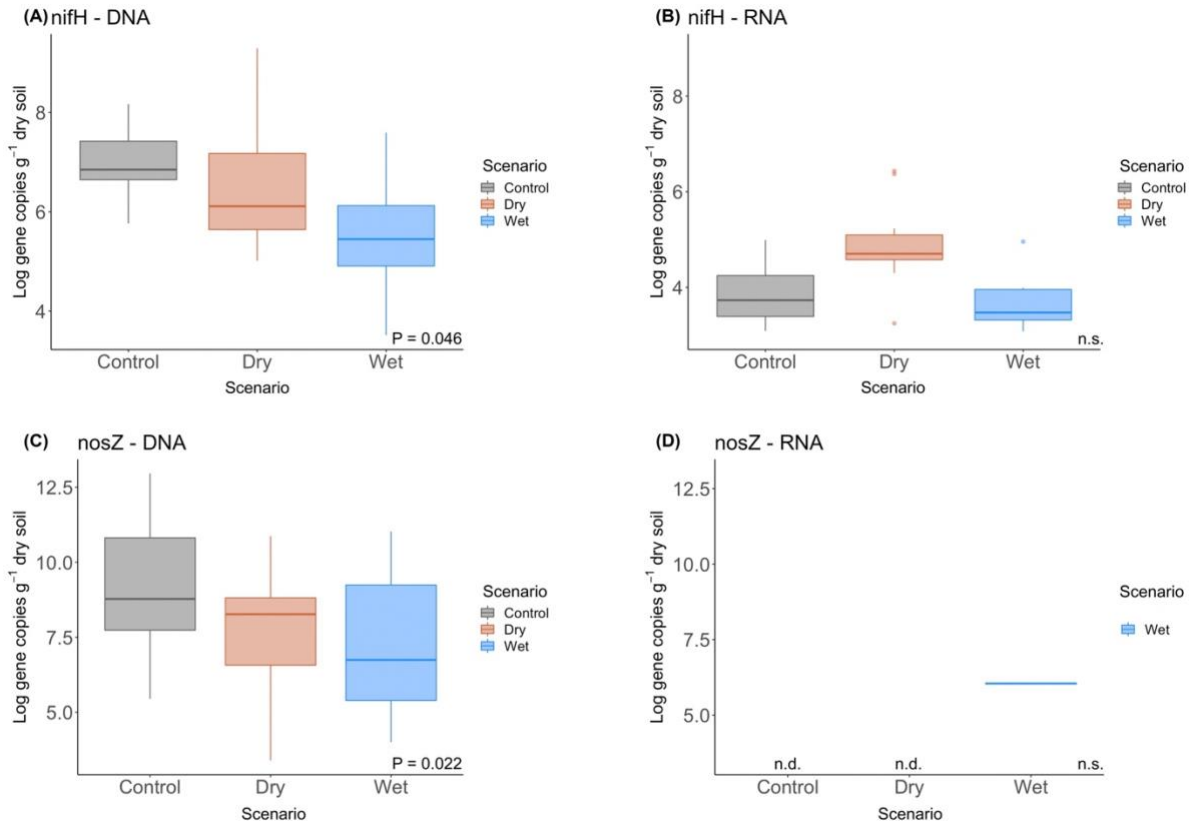 (A) nifH - DNA
Log gene copies g⁻¹ dry soil
8
6
4
P = 0.046
Control Dry Wet
Scenario
Scenario
Control
Dry
Wet
(B) nifH - RNA
Log gene copies g⁻¹ dry soil
8
6
4
n.s.
Control Dry Wet
Scenario
Scenario
Control
Dry
Wet
(C) nosZ - DNA
Log gene copies g⁻¹ dry soil
12.5
10.0
7.5
5.0
P = 0.022
Control Dry Wet
Scenario
Scenario
Control
Dry
Wet
(D) nosZ - RNA
Log gene copies g⁻¹ dry soil
12.5
10.0
7.5
5.0
n.d. n.d. n.s.
Control Dry Wet
Scenario
Scenario
Wet